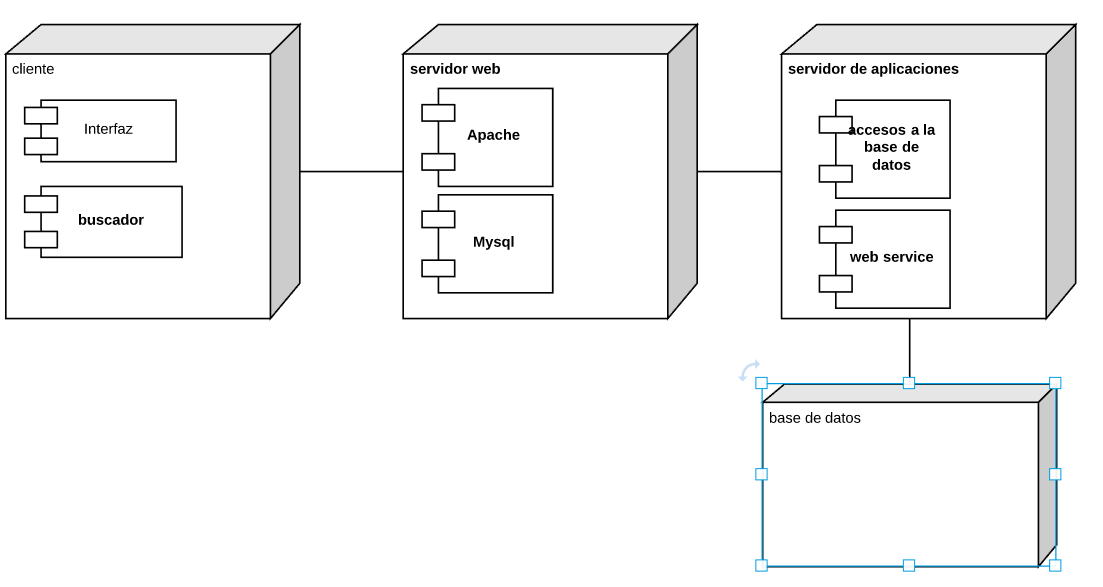 cliente
Interfaz
buscador
servidor web
Apache
Mysql
servidor de aplicaciones
accesos a la
base de
datos
web service
base de datos